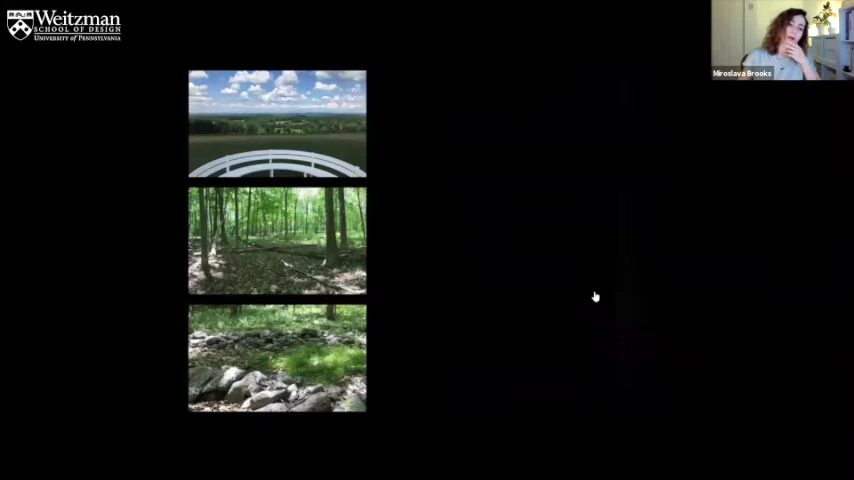 Weitzman
SCHOOL OF DESIGN
UNIVERSITY OF PENNSYLVANIA
Miroslava Brooks